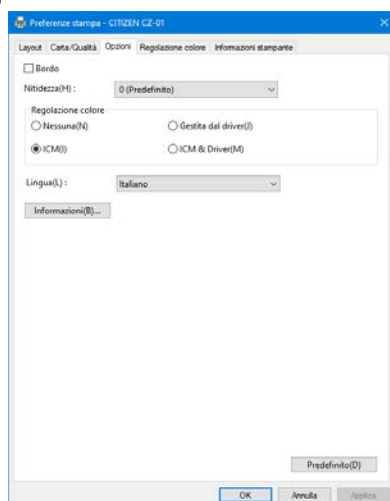 Preferenze stampa - CITIZEN CZ-01
Layout Carta/Qualità Opzioni Regolazione colore Informazioni stampante
Bordo
Nitidezza(H) : 0 (Predefinito)
Regolazione colore
Nessuna(N) Gestita dal driver(J)
ICM(I) ICM & Driver(M)
Lingua(L) : Italiano
Informazioni(B)...
Predefinito(D)
OK Annulla Applica